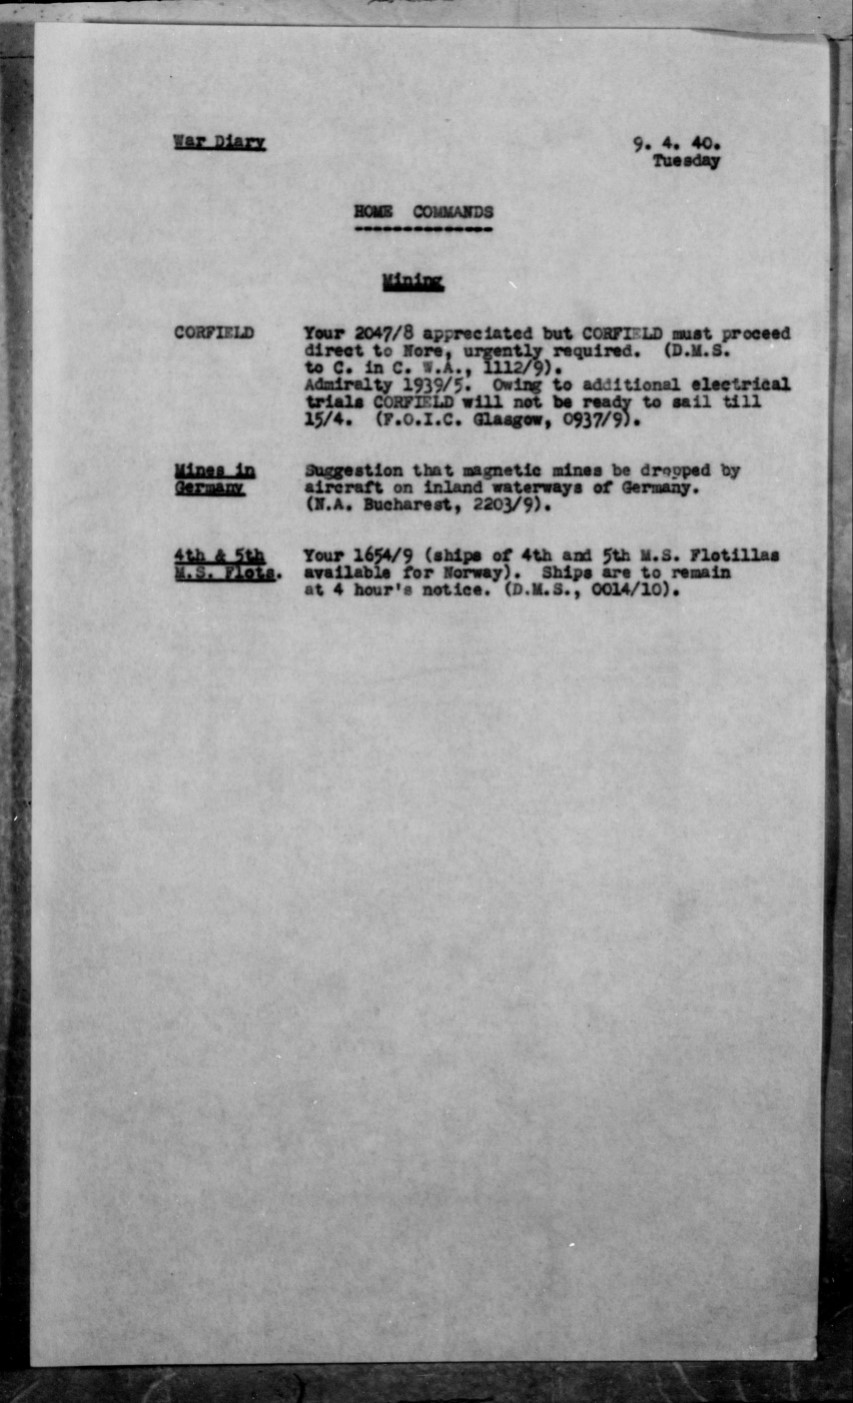 War Diary
9. 4. 40.
Tuesday
HOME COMMANDS
Mining
CORFIELD Your 2047/8 appreciated but CORFIELD must proceed
direct to Nore, urgently required. (D.M.S.
to C. in C. W.A., 1112/9).
Admiralty 1939/5. Owing to additional electrical
trials CORFIELD will not be ready to sail till
15/4. (F.O.I.C. Glasgow, 0937/9).
Mines in Suggestion that magnetic mines be dropped by
Germany aircraft on inland waterways of Germany.
(N.A. Bucharest, 2203/9).
4th & 5th Your 1654/9 (ships of 4th and 5th M.S. Flotillas
M.S. Flots. available for Norway). Ships are to remain
at 4 hour's notice. (D.M.S., 0014/10).